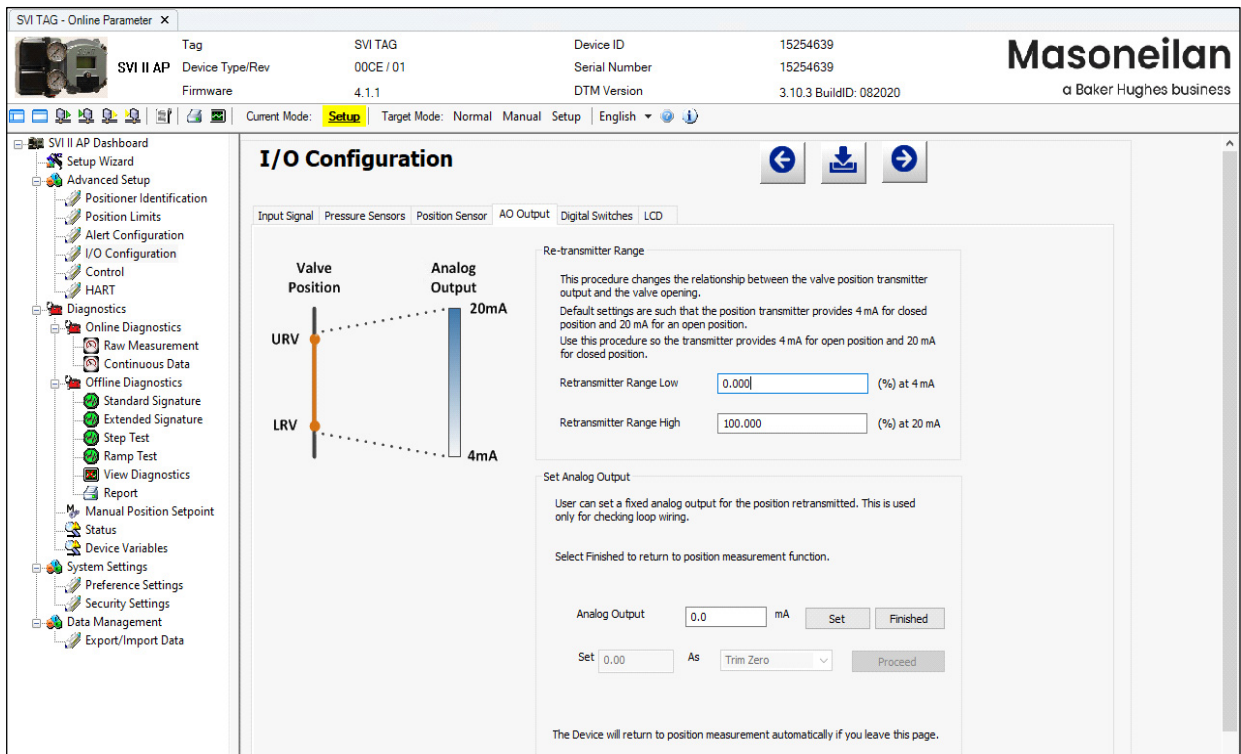 SVI TAG - Online Parameter X
SVI II AP
Tag SVI TAG Device ID 15254639
Device Type/Rev 00CE / 01 Serial Number 15254639
Firmware 4.1.1 DTM Version 3.10.3 BuildID: 082020
Masoneilan
a Baker Hughes business
Current Mode: Setup Target Mode: Normal Manual Setup English
SVI II AP Dashboard
Setup Wizard
Advanced Setup
Positioner Identification
Position Limits
Alert Configuration
I/O Configuration
Control
HART
Diagnostics
Online Diagnostics
Raw Measurement
Continuous Data
Offline Diagnostics
Standard Signature
Extended Signature
Step Test
Ramp Test
View Diagnostics
Report
Manual Position Setpoint
Status
Device Variables
System Settings
Preference Settings
Security Settings
Data Management
Export/Import Data
I/O Configuration
Input Signal Pressure Sensors Position Sensor AO Output Digital Switches LCD
Valve
Position
Analog
Output
20mA
URV
LRV
4mA
Re-transmitter Range
This procedure changes the relationship between the valve position transmitter
output and the valve opening.
Default settings are such that the position transmitter provides 4 mA for closed
position and 20 mA for an open position.
Use this procedure so the transmitter provides 4 mA for open position and 20 mA
for closed position.
Retransmitter Range Low 0.000 (%) at 4 mA
Retransmitter Range High 100.000 (%) at 20 mA
Set Analog Output
User can set a fixed analog output for the position retransmitted. This is used
only for checking loop wiring.
Select Finished to return to position measurement function.
Analog Output 0.0 mA Set Finished
Set 0.00 As Trim Zero Proceed
The Device will return to position measurement automatically if you leave this page.